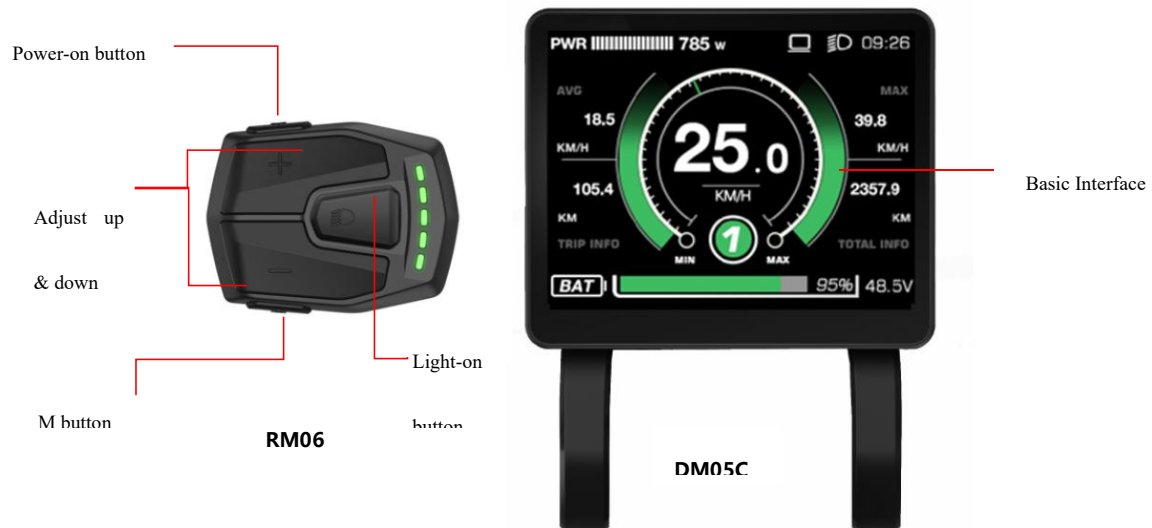 Power-on button
+
Adjust up
& down
−
M button
Light-on
button
RM06
PWR 785 W 09:26
AVG
18.5
KM/H
105.4
KM
TRIP INFO
25.0
KM/H
MIN
1
MAX
MAX
39.8
KM/H
2357.9
KM
TOTAL INFO
BAT 95% 48.5V
Basic Interface
DM05C